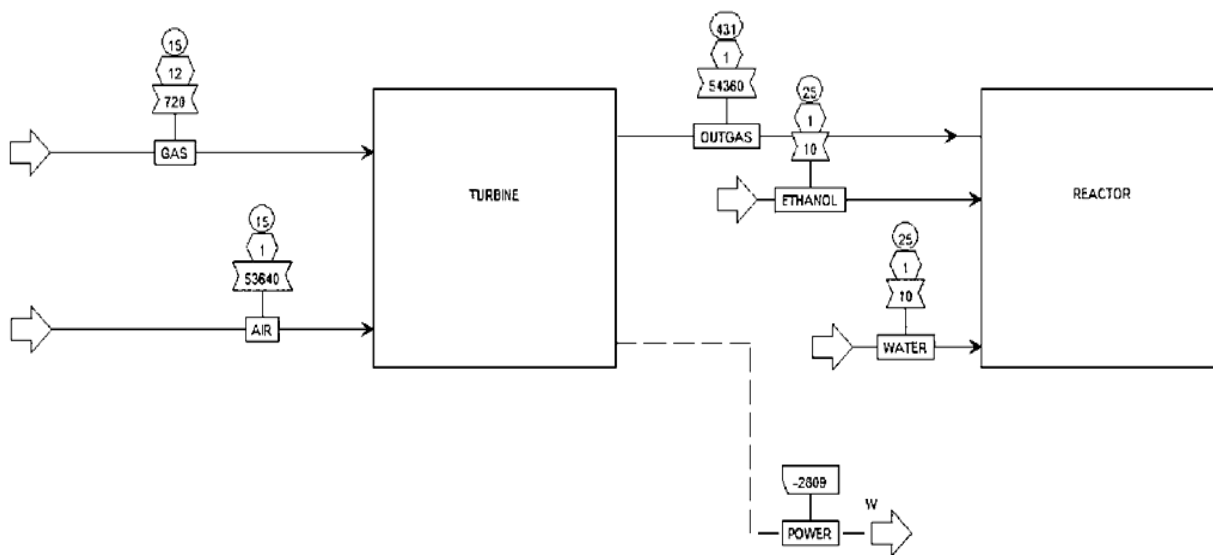 15
12
720
GAS
15
1
53640
AIR
TURBINE
431
1
54360
OUTGAS
25
1
10
ETHANOL
25
1
10
WATER
REACTOR
-2809
POWER
W